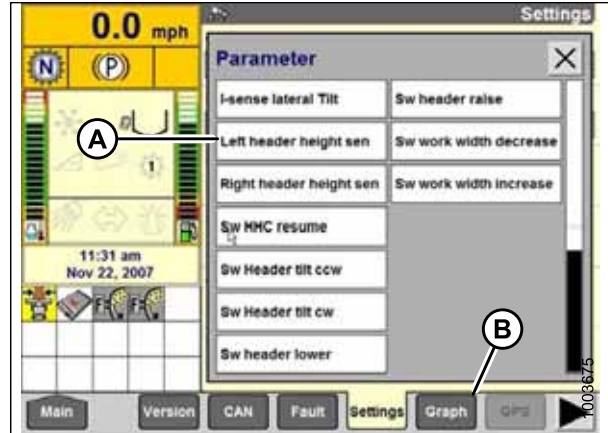 0.0 mph
Settings
N
(P)
Parameter
I-sense lateral Tilt
Sw header raise
A
Left header height sen
Sw work width decrease
Right header height sen
Sw work width increase
1
Sw HHC resume
11:31 am
Nov 22, 2007
Sw Header tilt ccw
Sw Header tilt cw
B
Sw header lower
1003675
Main
Version
CAN
Fault
Settings
Graph
GPS